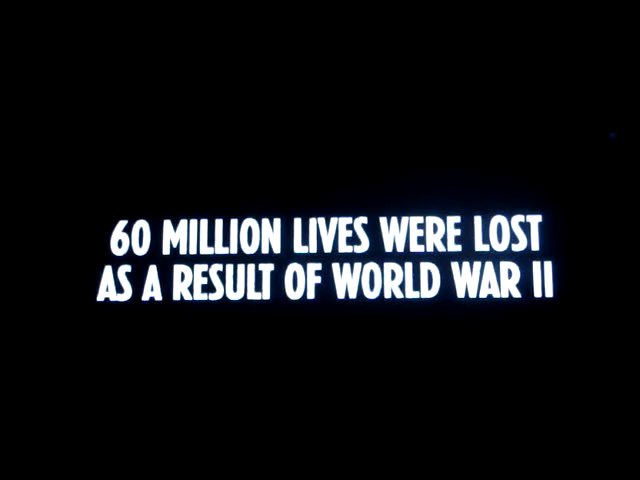 60 MILLION LIVES WERE LOST
AS A RESULT OF WORLD WAR II